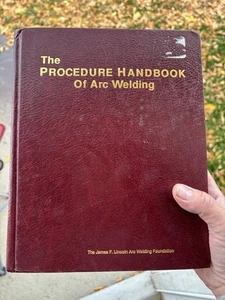 The
PROCEDURE HANDBOOK
Of Arc Welding
The James F. Lincoln Arc Welding Foundation